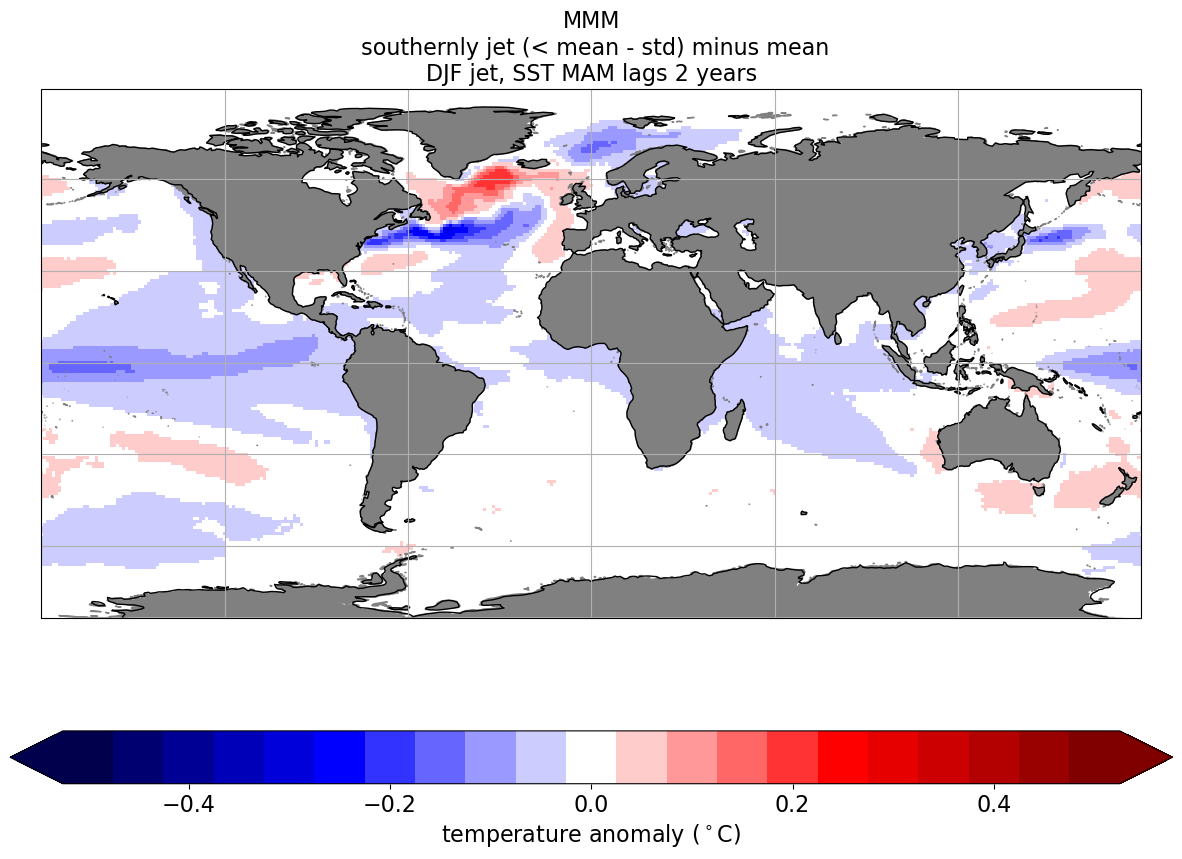 MMM
southernly jet (< mean - std) minus mean
DJF jet, SST MAM lags 2 years
−0.4 −0.2 0.0 0.2 0.4
temperature anomaly (°C)